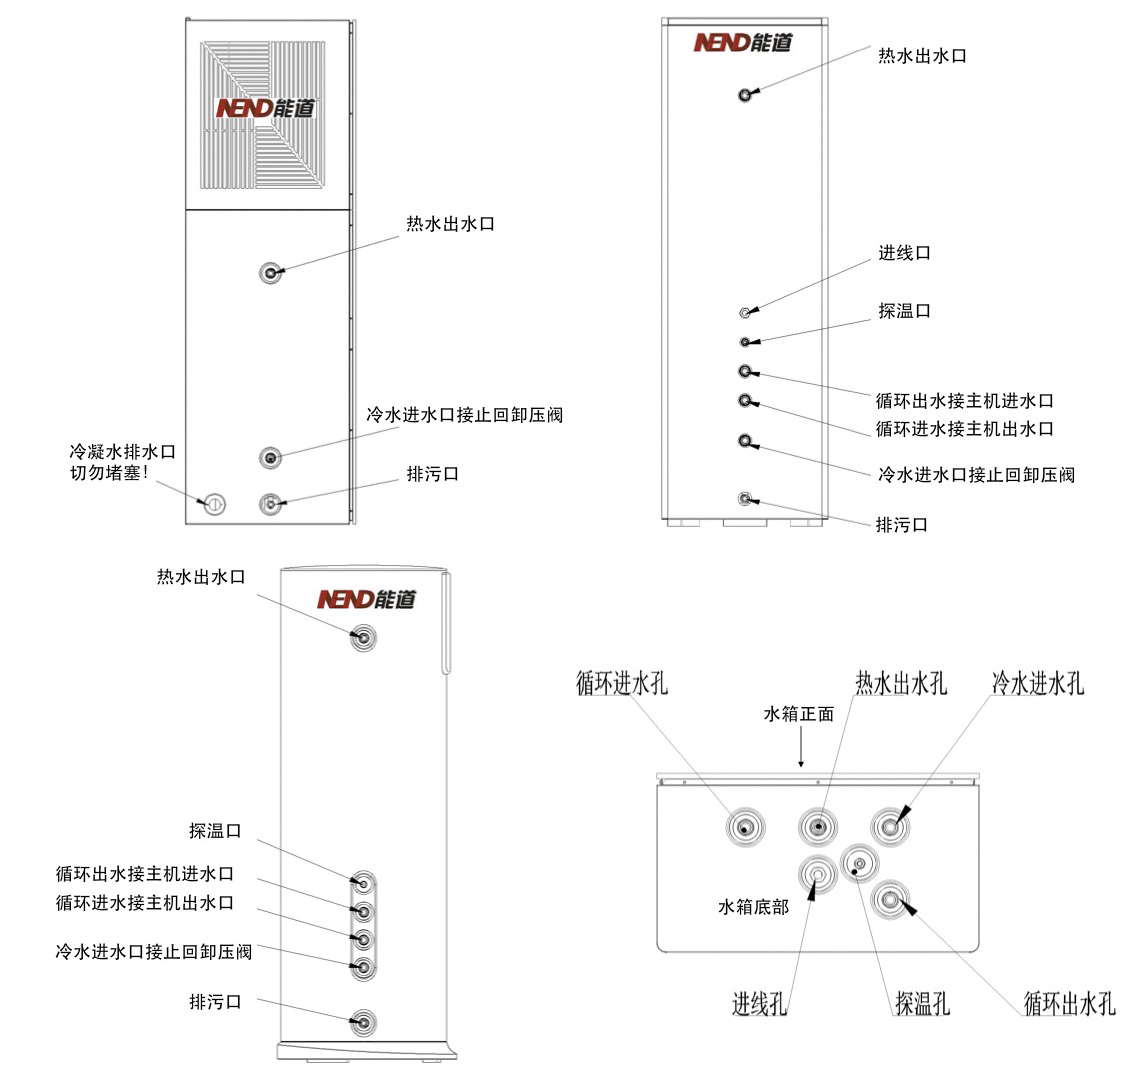 NEND能道
热水出水口
冷水进水口接止回卸压阀
冷凝水排水口
切勿堵塞！
排污口
NEND能道
热水出水口
进线口
探温口
循环出水接主机进水口
循环进水接主机出水口
冷水进水口接止回卸压阀
排污口
NEND能道
热水出水口
探温口
循环出水接主机进水口
循环进水接主机出水口
冷水进水口接止回卸压阀
排污口
循环进水孔
热水出水孔
冷水进水孔
水箱正面
水箱底部
进线孔
探温孔
循环出水孔